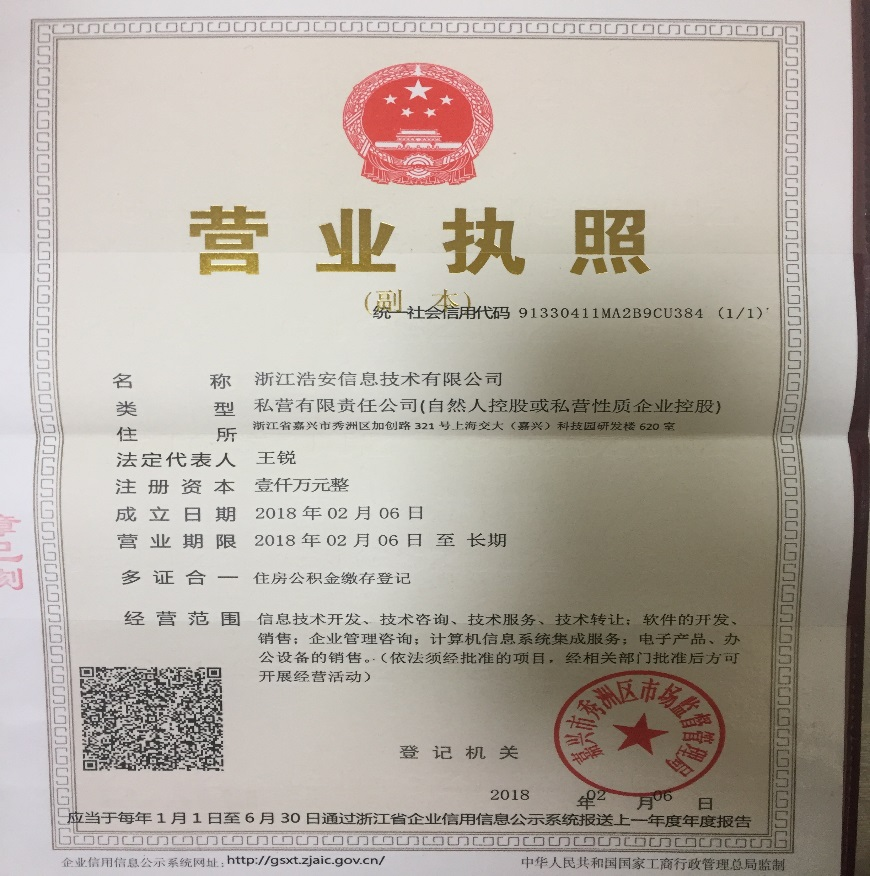 营业执照
(副 本)
统一社会信用代码 91330411MA2B9CU384 (1/1)
名 称 浙江浩安信息技术有限公司
类 型 私营有限责任公司(自然人控股或私营性质企业控股)
住 所 浙江省嘉兴市秀洲区加创路 321 号上海交大（嘉兴）科技园研发楼 620 室
法定代表人 王锐
注册资本 壹仟万元整
成立日期 2018 年 02 月 06 日
营业期限 2018 年 02 月 06 日 至 长期
多证合一 住房公积金缴存登记
经营范围 信息技术开发、技术咨询、技术服务、技术转让；软件的开发、
销售；企业管理咨询；计算机信息系统集成服务；电子产品、办
公设备的销售。（依法须经批准的项目，经相关部门批准后方可
开展经营活动）
嘉兴市秀洲区市场监督管理局
登记机关
2018 年 02 月 06 日
应当于每年 1 月 1 日至 6 月 30 日通过浙江省企业信用信息公示系统报送上一年度年度报告
企业信用信息公示系统网址：http://gsxt.zjaic.gov.cn/ 中华人民共和国国家工商行政管理总局监制